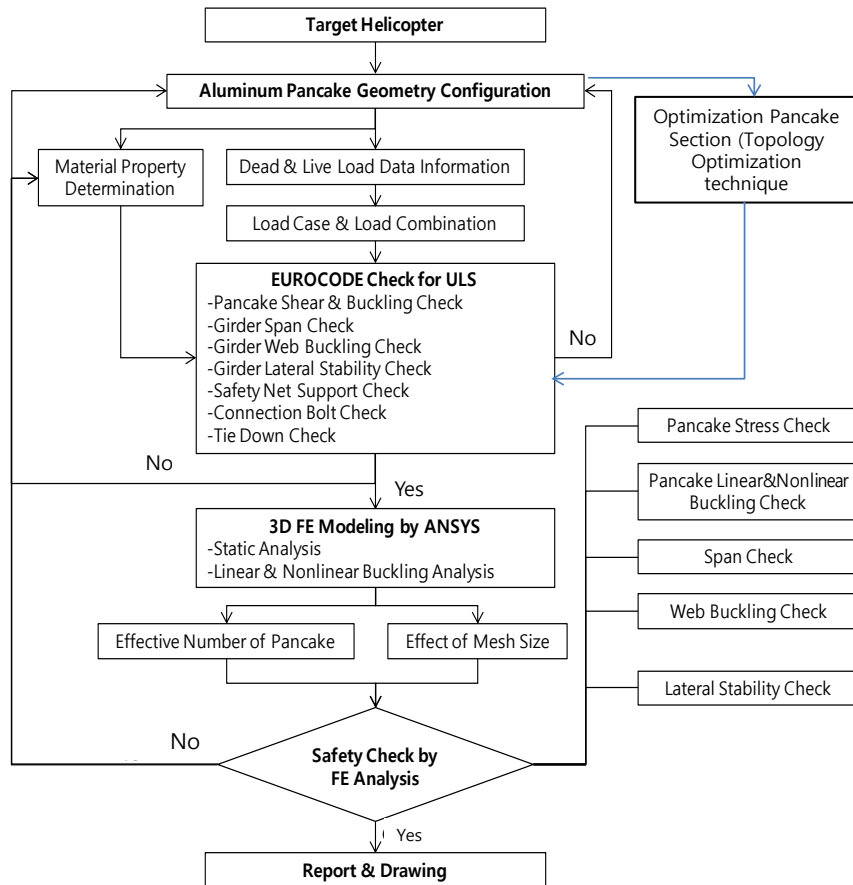 Target Helicopter
Aluminum Pancake Geometry Configuration
Optimization Pancake
Section (Topology
Optimization
technique
Material Property
Determination
Dead & Live Load Data Information
Load Case & Load Combination
EUROCODE Check for ULS
-Pancake Shear & Buckling Check
-Girder Span Check
-Girder Web Buckling Check
-Girder Lateral Stability Check
-Safety Net Support Check
-Connection Bolt Check
-Tie Down Check
No
No
Yes
3D FE Modeling by ANSYS
-Static Analysis
-Linear & Nonlinear Buckling Analysis
Effective Number of Pancake
Effect of Mesh Size
Pancake Stress Check
Pancake Linear&Nonlinear
Buckling Check
Span Check
Web Buckling Check
Lateral Stability Check
No
Safety Check by
FE Analysis
Yes
Report & Drawing